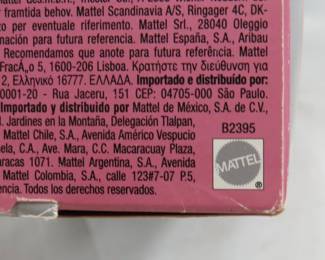 r framtida behov. Mattel Scandinavia A/S, Ringager 4C, DK-
zo per eventuale riferimento. Mattel Srl., 28040 Oleggio
formación para futura referencia. Mattel España, S.A., Aribau
Recomendamos que anote para futura referência. Mattel
FracÃ„o 5, 1600-206 Lisboa. Κρατήστε την διεύθυνση για
2, Ελληνικό 16777. ΕΛΛΑΔΑ. Importado e distribuído por:
0001-20 - Rua Jaceru, 151 CEP: 04705-000 São Paulo.
Importado y distribuido por Mattel de México, S.A. de C.V.,
l. Jardines en la Montaña, Delegación Tlalpan,
Mattel Chile, S.A., Avenida Américo Vespucio
ela, C.A., Ave. Mara, C.C. Macaracuay Plaza,
aracas 1071. Mattel Argentina, S.A., Avenida
Mattel Colombia, S.A., calle 123#7-07 P.5,
encia. Todos los derechos reservados.
B2395
MATTEL
®